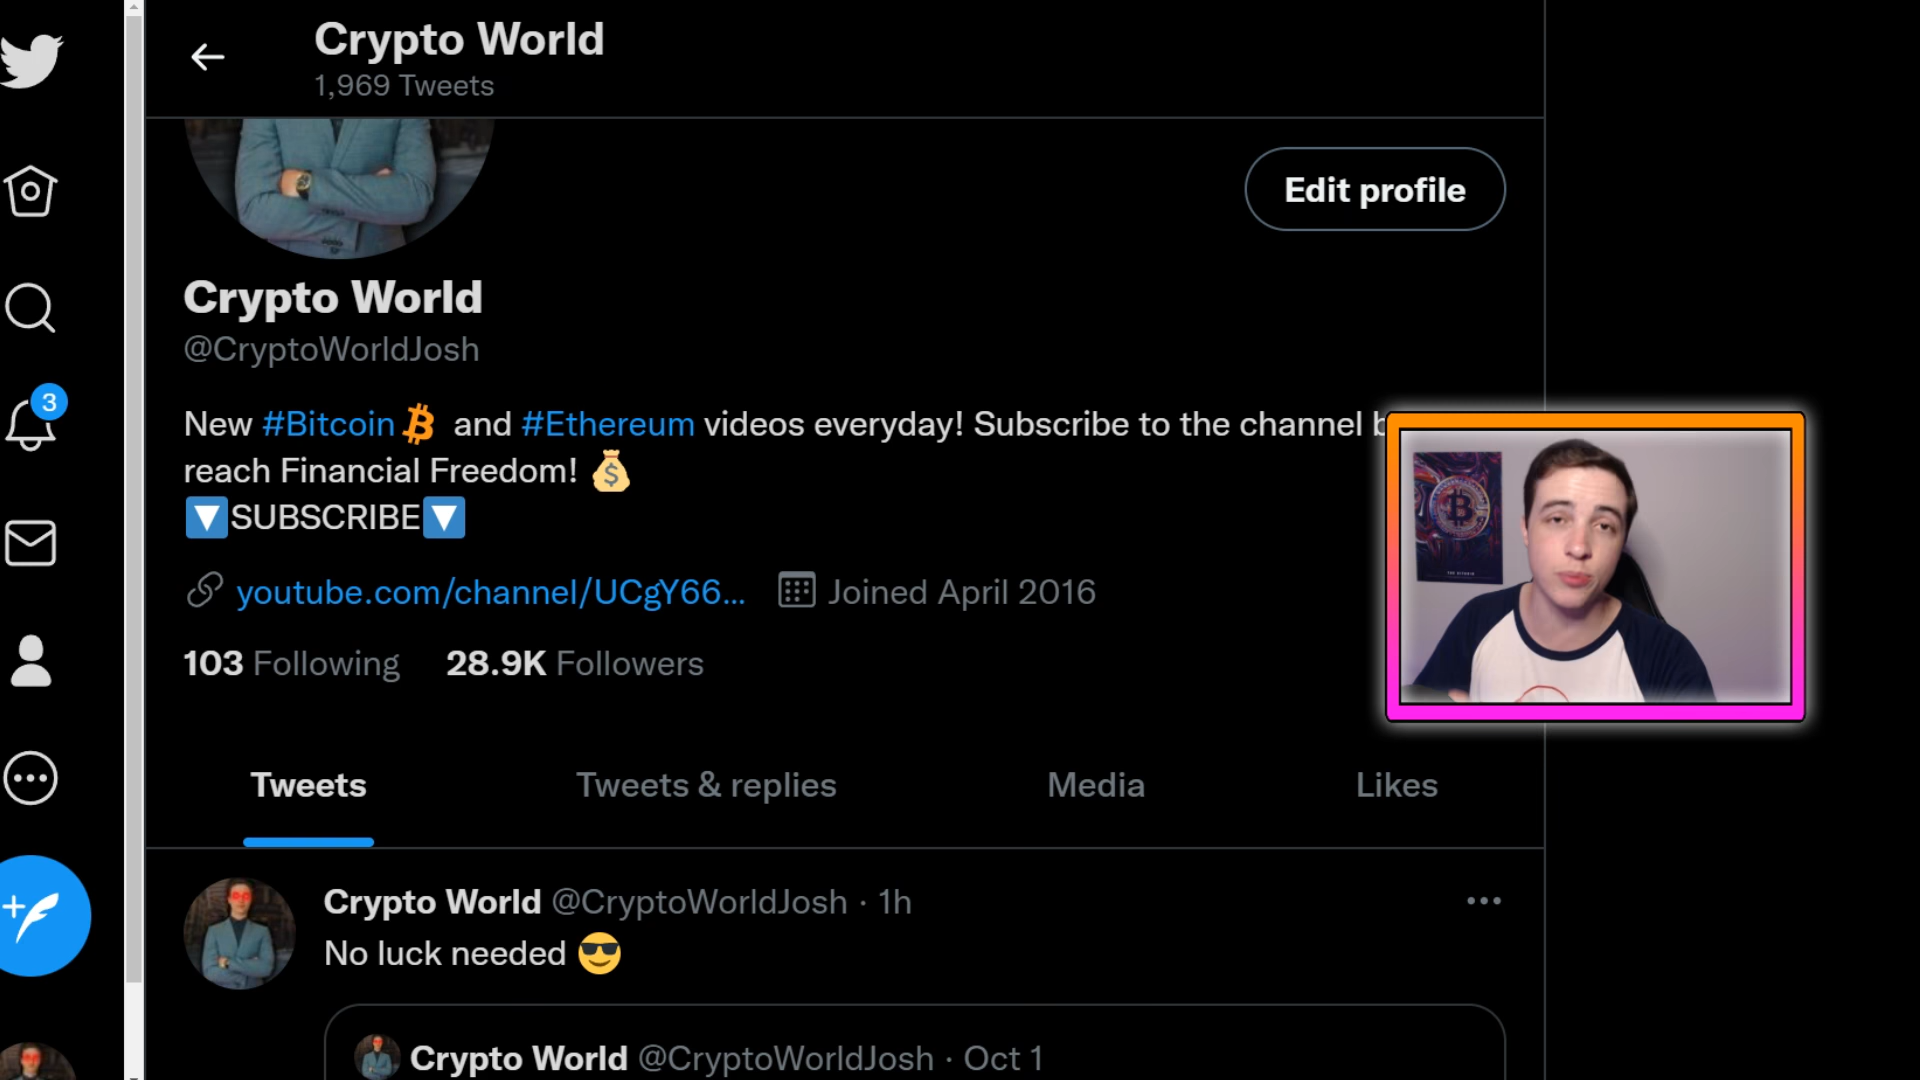 Crypto World
1,969 Tweets
Edit profile
Crypto World
@CryptoWorldJosh
New #Bitcoin and #Ethereum videos everyday! Subscribe to the channel
reach Financial Freedom!
SUBSCRIBE
youtube.com/channel/UCgY66... Joined April 2016
103 Following 28.9K Followers
Tweets Tweets & replies Media Likes
3
Crypto World @CryptoWorldJosh · 1h
No luck needed
Crypto World @CryptoWorldJosh · Oct 1